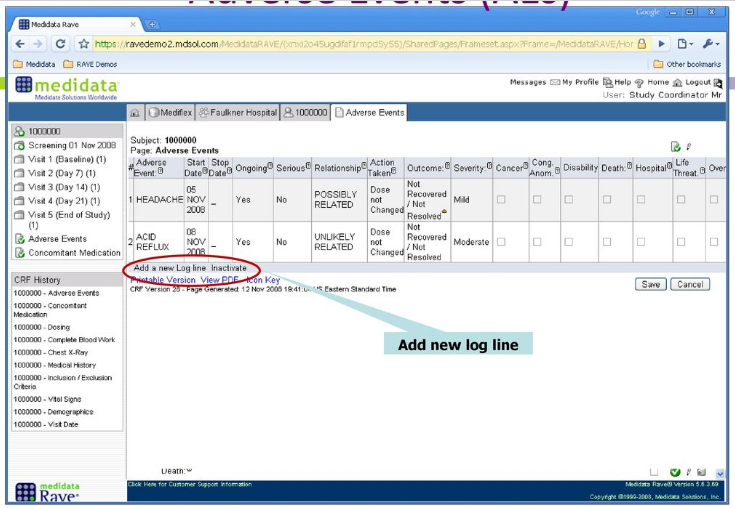 Adverse Events (AEs)
Google
Medidata Rave
https://ravedemo2.mdsol.com
Medidata RAVE Demos Other bookmarks
medidata
Medidata Solutions Worldwide
Messages My Profile Help Home Logout
User: Study Coordinator Mr
Mediflex Faulkner Hospital 1000000 Adverse Events
1000000
Screening 01 Nov 2008
Visit 1 (Baseline) (1)
Visit 2 (Day 7) (1)
Visit 3 (Day 14) (1)
Visit 4 (Day 21) (1)
Visit 5 (End of Study)
(1)
Adverse Events
Concomitant Medication
Subject: 1000000
Page: Adverse Events
# Adverse Event: Start Date Stop Date Ongoing Serious Relationship Action Taken Outcome: Severity: Cancer Cong. Anom. Disability Death: Hospital Life Threat. Over
1 HEADACHE 05 NOV 2008 _ Yes No POSSIBLY RELATED Dose not Changed Not Recovered / Not Resolved Mild
2 ACID REFLUX 08 NOV 2008 _ Yes No UNLIKELY RELATED Dose not Changed Not Recovered / Not Resolved Moderate
Add a new Log line Inactivate
Printable Version View PDF Icon Key
CRF Version 28 - Page Generated: 12 Nov 2008 19:41:04 US Eastern Standard Time
Save Cancel
Add new log line
CRF History
1000000 - Adverse Events
1000000 - Concomitant
Medication
1000000 - Dosing
1000000 - Complete Blood Work
1000000 - Chest X-Ray
1000000 - Medical History
1000000 - Inclusion / Exclusion
Criteria
1000000 - Vital Signs
1000000 - Demographics
1000000 - Visit Date
Death:
medidata
Rave
Click Here for Customer Support Information
Medidata Rave® Version 5.6.3.69
Copyright ©1999-2008, Medidata Solutions, Inc.